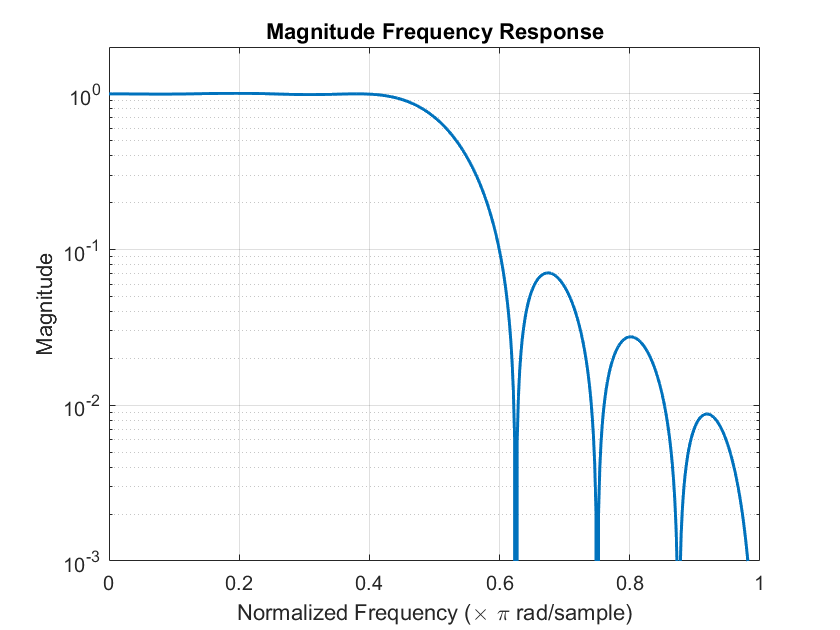 Magnitude Frequency Response
Magnitude
10^0
10^-1
10^-2
10^-3
0 0.2 0.4 0.6 0.8 1
Normalized Frequency (× π rad/sample)